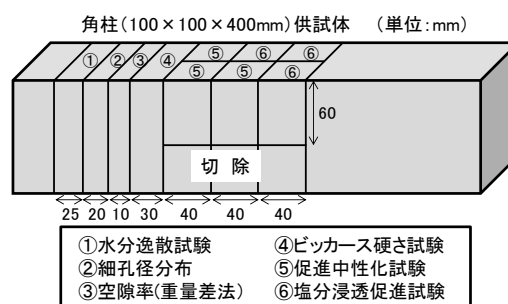 角柱(100×100×400mm)供試体 (単位:mm)
① ② ③ ④ ⑤ ⑥ ⑥
⑤ ⑤ ⑥
60
切 除
25 20 10 30 40 40 40
①水分逸散試験 ④ビッカース硬さ試験
②細孔径分布 ⑤促進中性化試験
③空隙率(重量差法) ⑥塩分浸透促進試験